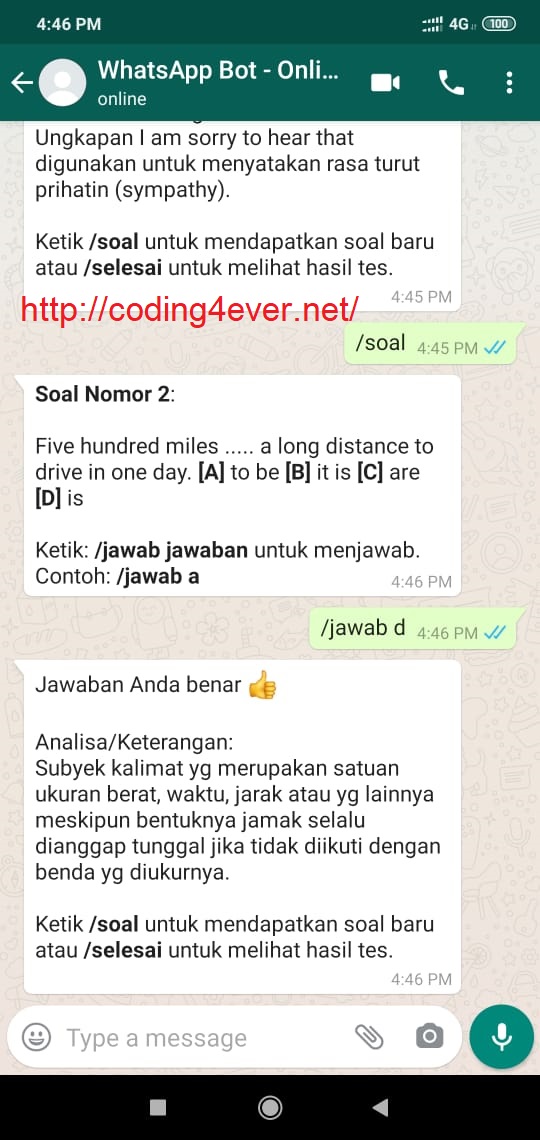 4:46 PM
4G
100
WhatsApp Bot - Onli...
online
Ungkapan I am sorry to hear that
digunakan untuk menyatakan rasa turut
prihatin (sympathy).
Ketik /soal untuk mendapatkan soal baru
atau /selesai untuk melihat hasil tes.
4:45 PM
http://coding4ever.net/
/soal 4:45 PM
Soal Nomor 2:
Five hundred miles ..... a long distance to
drive in one day. [A] to be [B] it is [C] are
[D] is
Ketik: /jawab jawaban untuk menjawab.
Contoh: /jawab a
4:46 PM
/jawab d 4:46 PM
Jawaban Anda benar 👍
Analisa/Keterangan:
Subyek kalimat yg merupakan satuan
ukuran berat, waktu, jarak atau yg lainnya
meskipun bentuknya jamak selalu
dianggap tunggal jika tidak diikuti dengan
benda yg diukurnya.
Ketik /soal untuk mendapatkan soal baru
atau /selesai untuk melihat hasil tes.
4:46 PM
Type a message